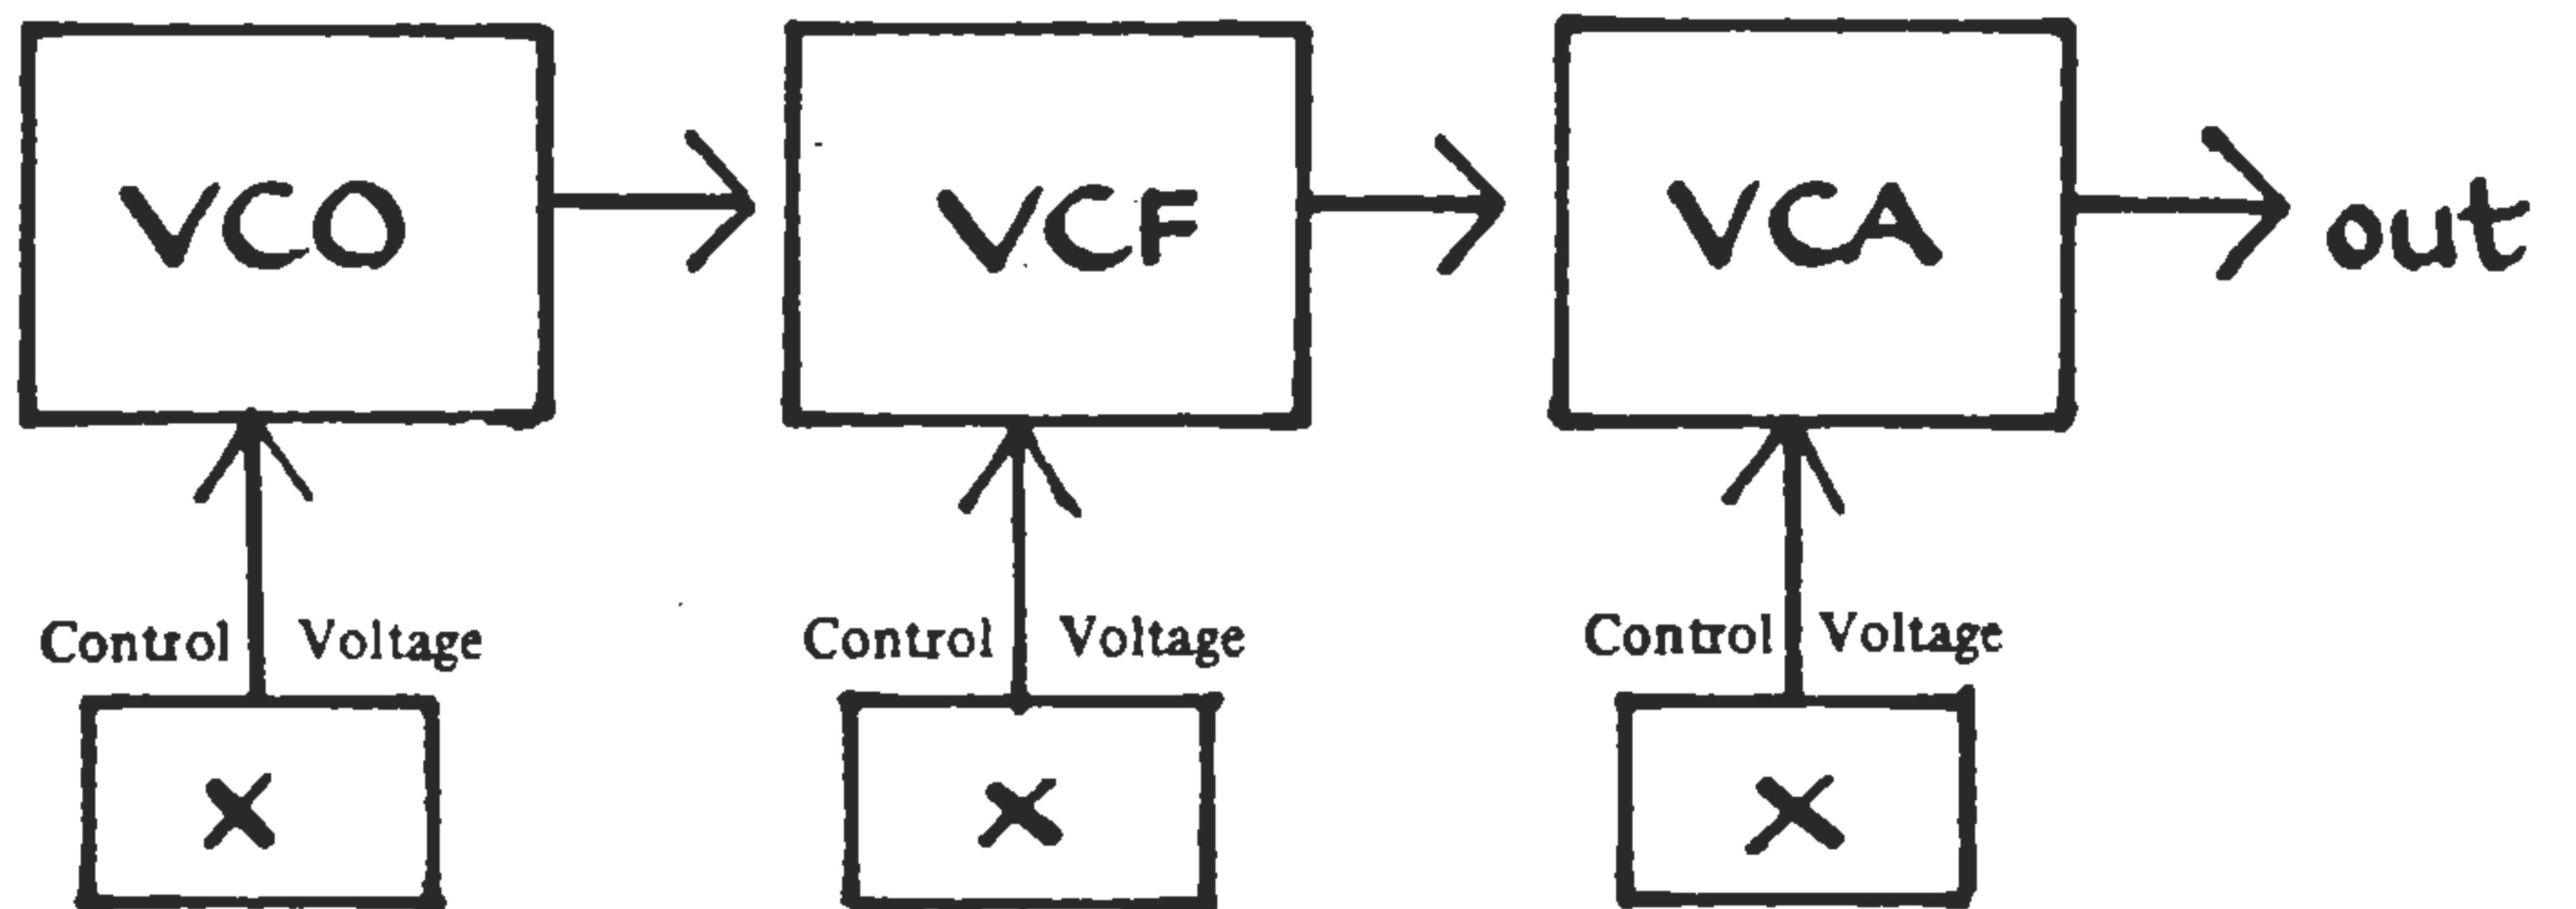 VCO VCF VCA out
Control Voltage Control Voltage Control Voltage
X X X